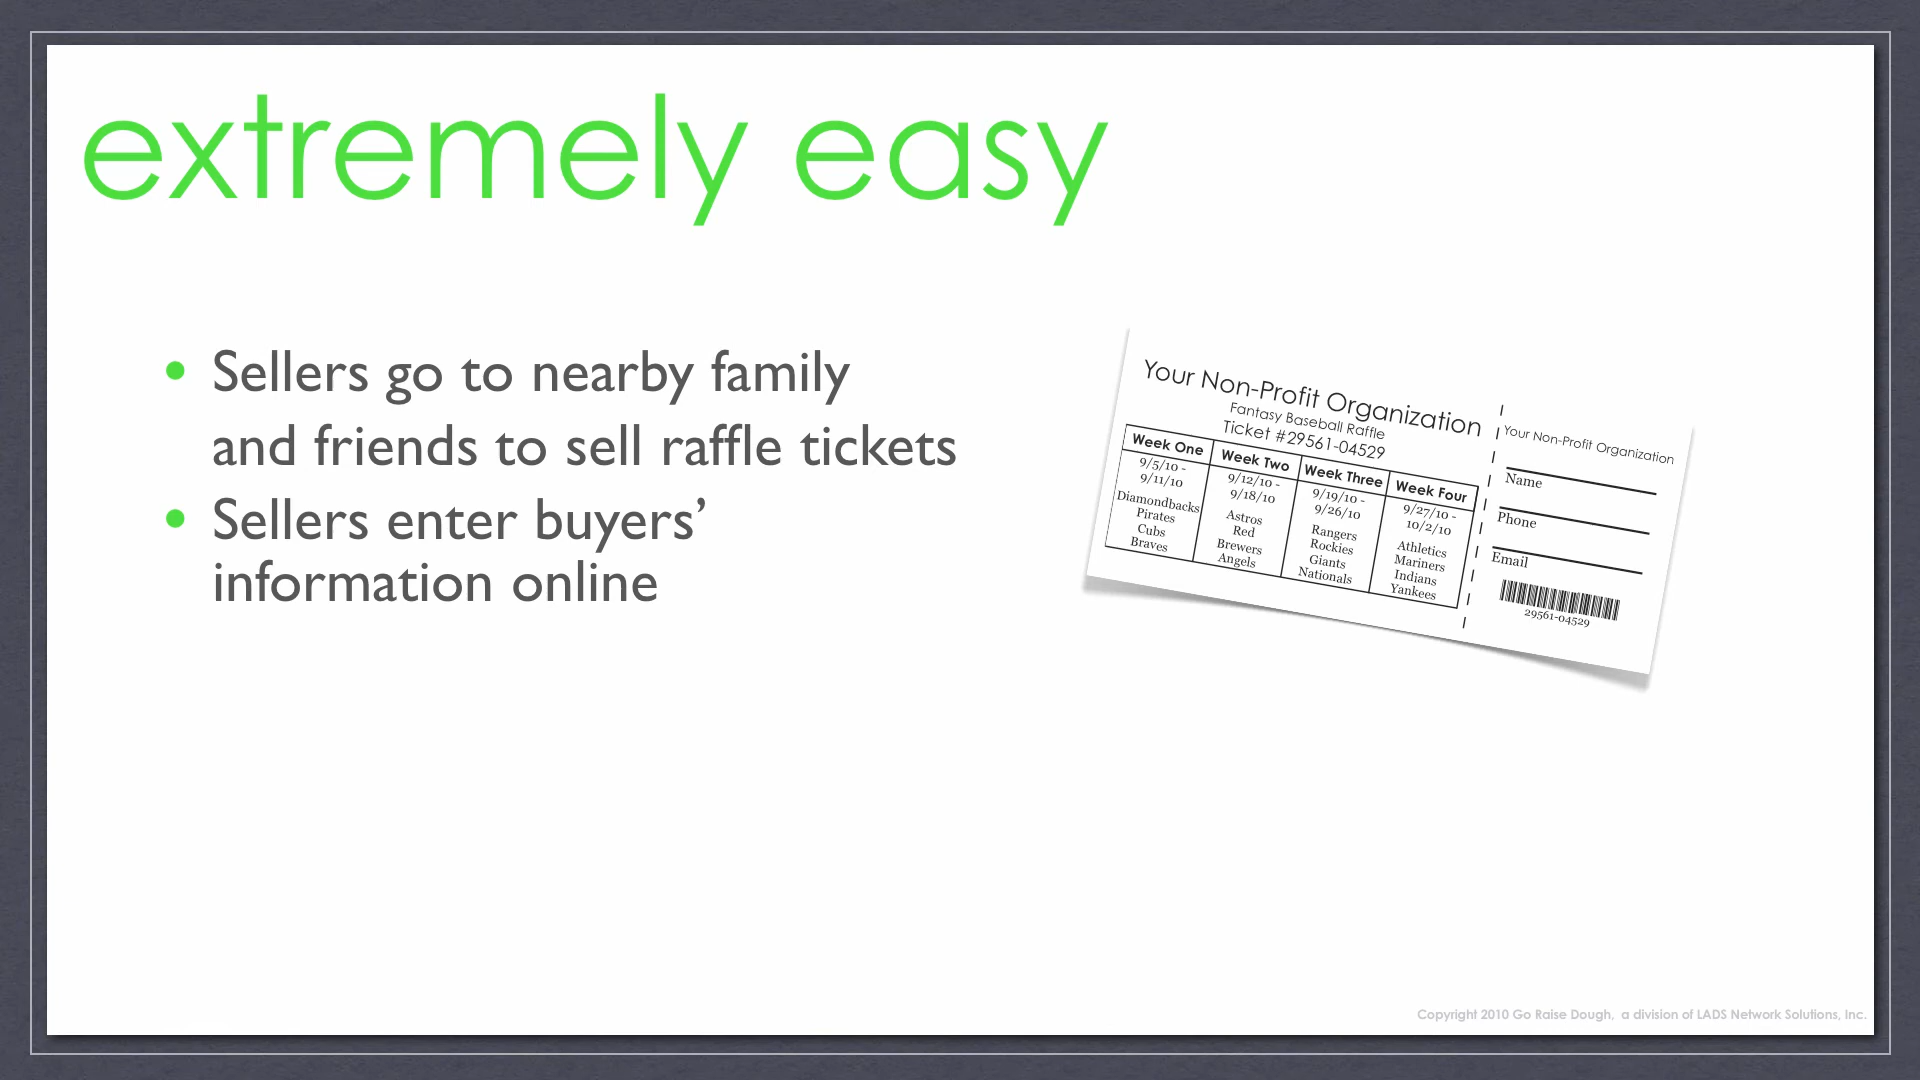 extremely easy
• Sellers go to nearby family
and friends to sell raffle tickets
• Sellers enter buyers’
information online
Your Non-Profit Organization
Fantasy Baseball Raffle
Ticket #29561-04529
Week One Week Two Week Three Week Four
9/5/10 - 9/12/10 - 9/19/10 - 9/27/10 -
9/11/10 9/18/10 9/26/10 10/2/10
Diamondbacks Astros Rangers Athletics
Pirates Red Rockies Mariners
Cubs Brewers Giants Indians
Braves Angels Nationals Yankees
Your Non-Profit Organization
Name
Phone
Email
29561-04529
Copyright 2010 Go Raise Dough, a division of LADS Network Solutions, Inc.